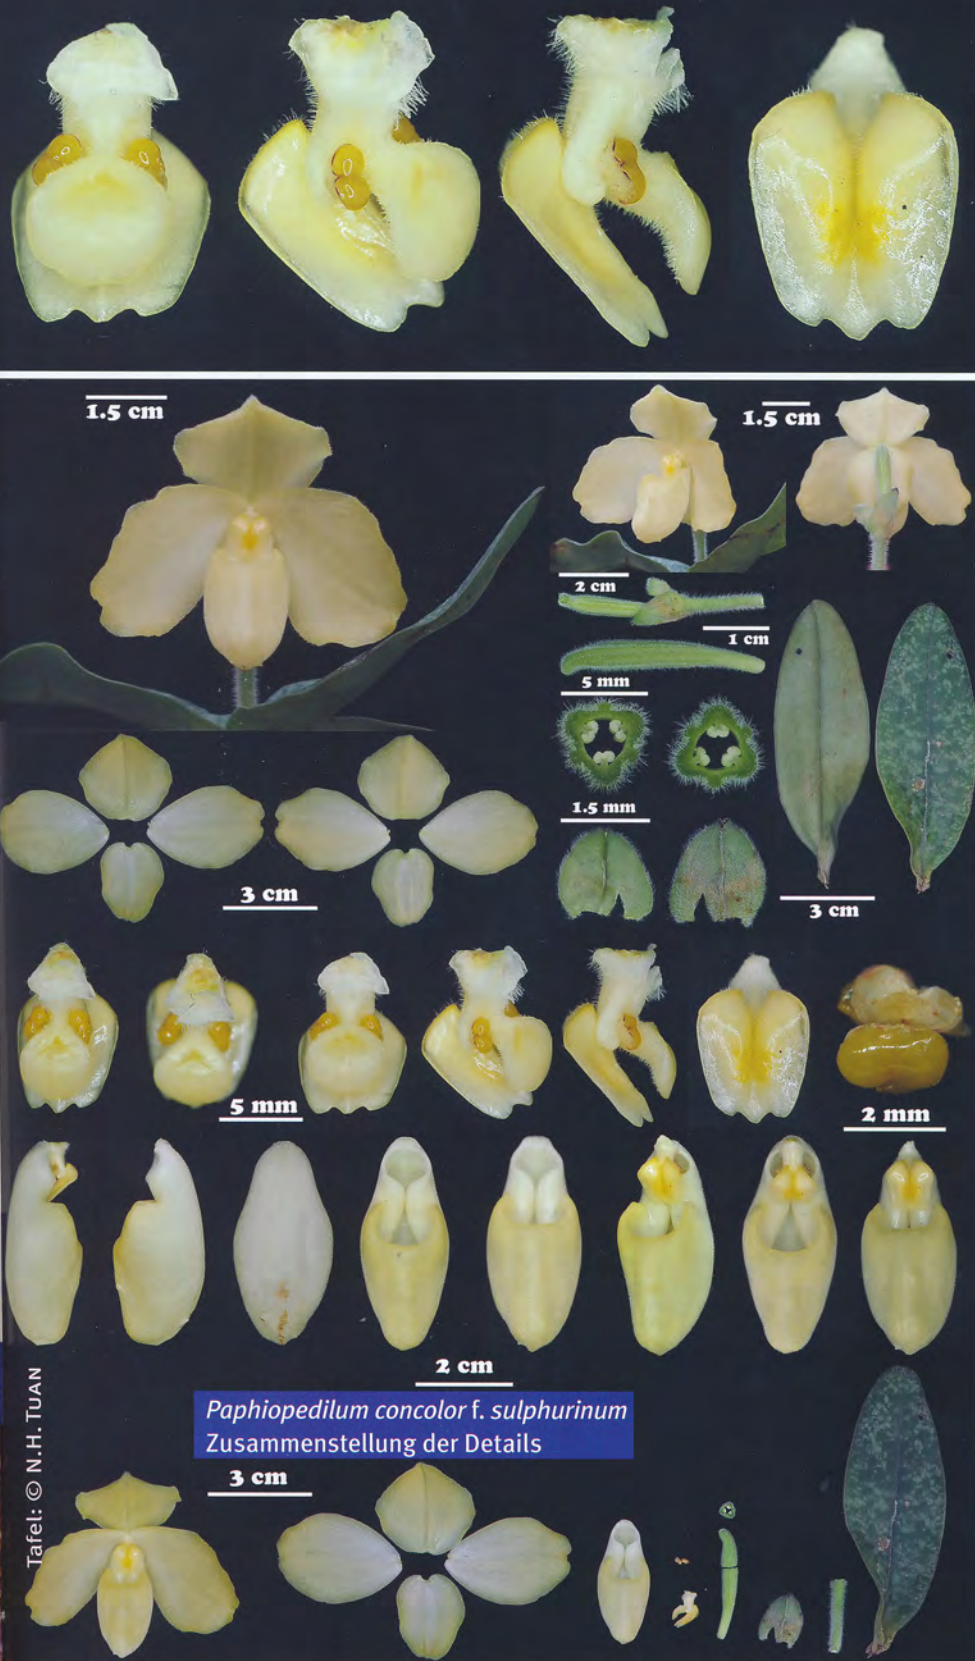 1.5 cm
1.5 cm
2 cm
1 cm
5 mm
1.5 mm
3 cm
3 cm
5 mm
2 mm
2 cm
Paphiopedilum concolor f. sulphurinum
Zusammenstellung der Details
3 cm
Tafel: © N.H.TUAN